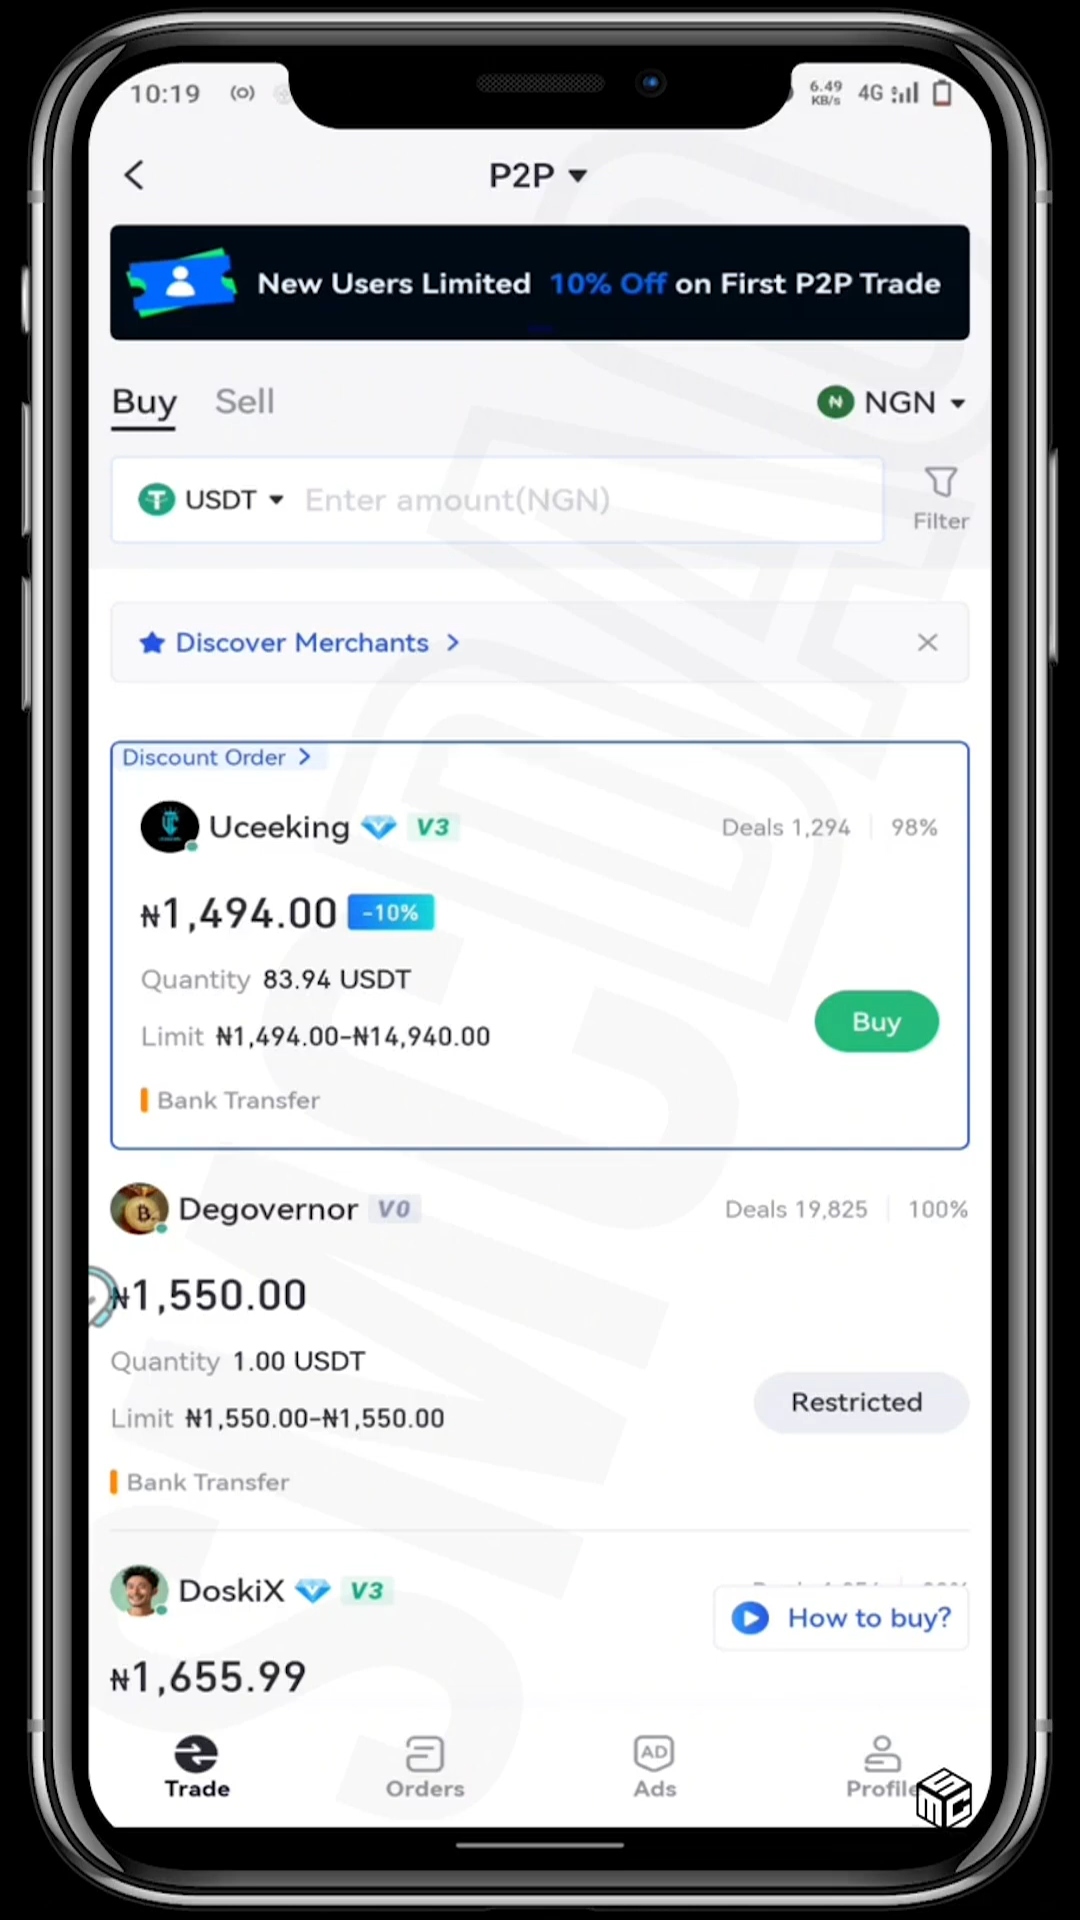 10:19
6.49
KB/s
4G
P2P
New Users Limited 10% Off on First P2P Trade
Buy Sell
NGN
USDT Enter amount(NGN)
Filter
Discover Merchants
Discount Order
Uceeking V3 Deals 1,294 98%
₦1,494.00 -10%
Quantity 83.94 USDT
Limit ₦1,494.00-₦14,940.00
Buy
Bank Transfer
Degovernor V0 Deals 19,825 100%
₦1,550.00
Quantity 1.00 USDT
Limit ₦1,550.00-₦1,550.00
Restricted
Bank Transfer
DoskiX V3
How to buy?
₦1,655.99
Trade Orders AD Ads Profile